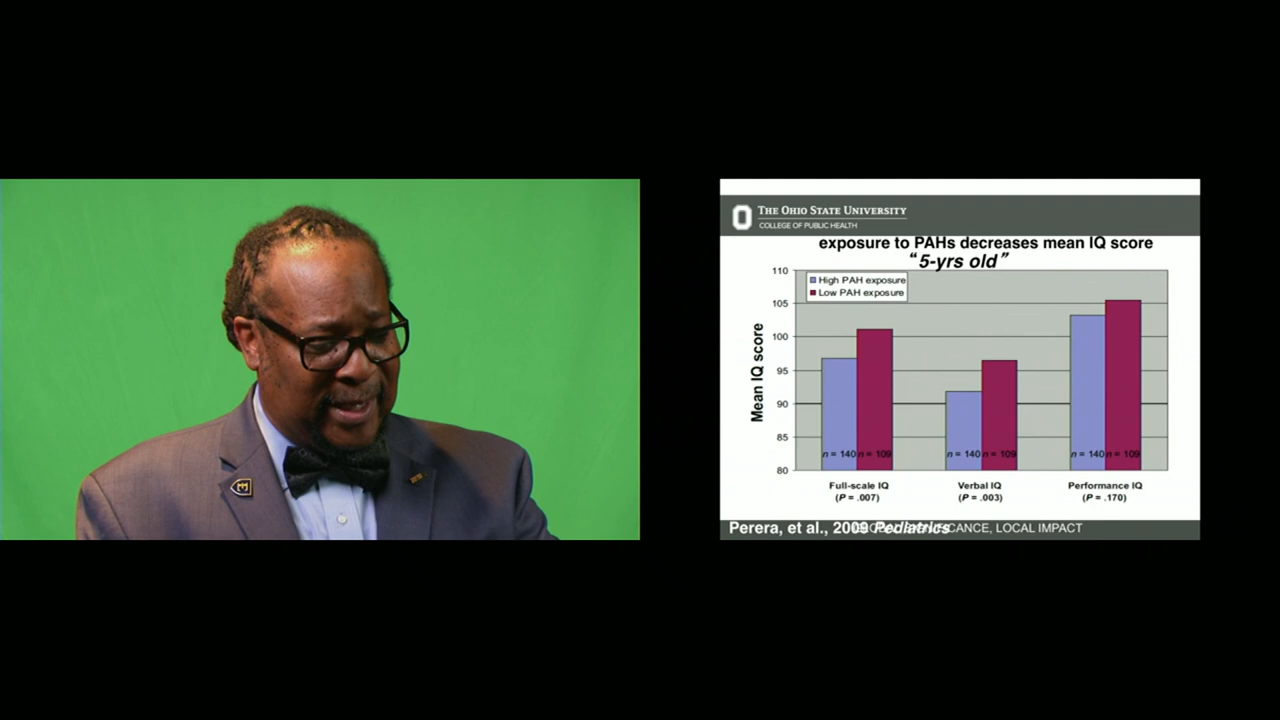 THE OHIO STATE UNIVERSITY
COLLEGE OF PUBLIC HEALTH
exposure to PAHs decreases mean IQ score
“5-yrs old”
High PAH exposure
Low PAH exposure
Mean IQ score
110
105
100
95
90
85
80
n = 140 n = 109 n = 140 n = 109 n = 140 n = 109
Full-scale IQ Verbal IQ Performance IQ
(P = .007) (P = .003) (P = .170)
Perera, et al., 2009 Pediatrics
LOCAL IMPACT